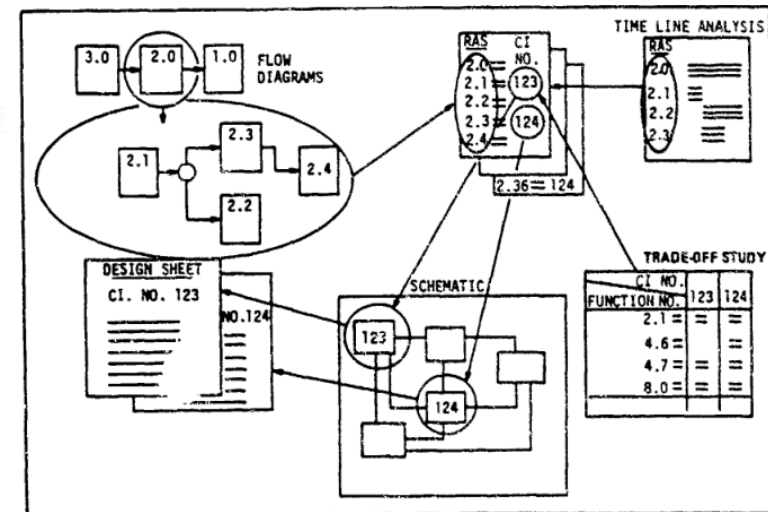 TIME LINE ANALYSIS
3.0
2.0
1.0
FLOW
DIAGRAMS
RAS
CI
NO.
2.0
2.1
2.2
2.3
2.4
123
124
2.36 = 124
RAS
2.0
2.1
2.2
2.3
2.1
2.3
2.2
2.4
DESIGN SHEET
CI. NO. 123
NO.124
SCHEMATIC
123
124
TRADE-OFF STUDY
CI NO.
FUNCTION NO.
123
124
2.1 = = =
4.6 = =
4.7 = = =
8.0 = = =